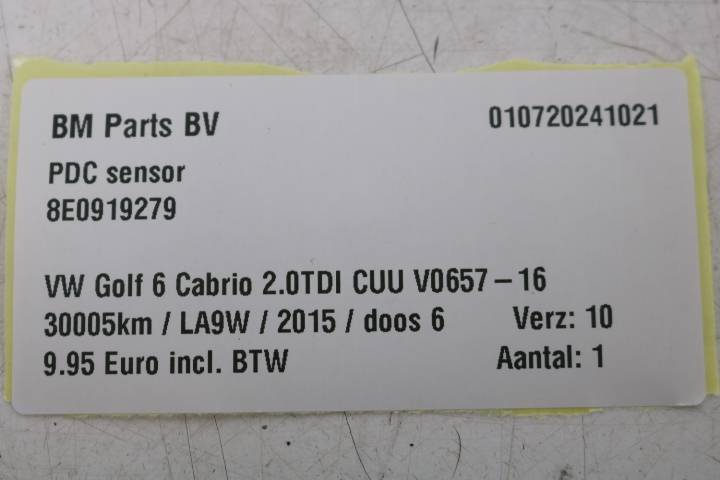 BM Parts BV 010720241021
PDC sensor
8E0919279
VW Golf 6 Cabrio 2.0TDI CUU V0657-16
30005km / LA9W / 2015 / doos 6 Verz: 10
9.95 Euro incl. BTW Aantal: 1